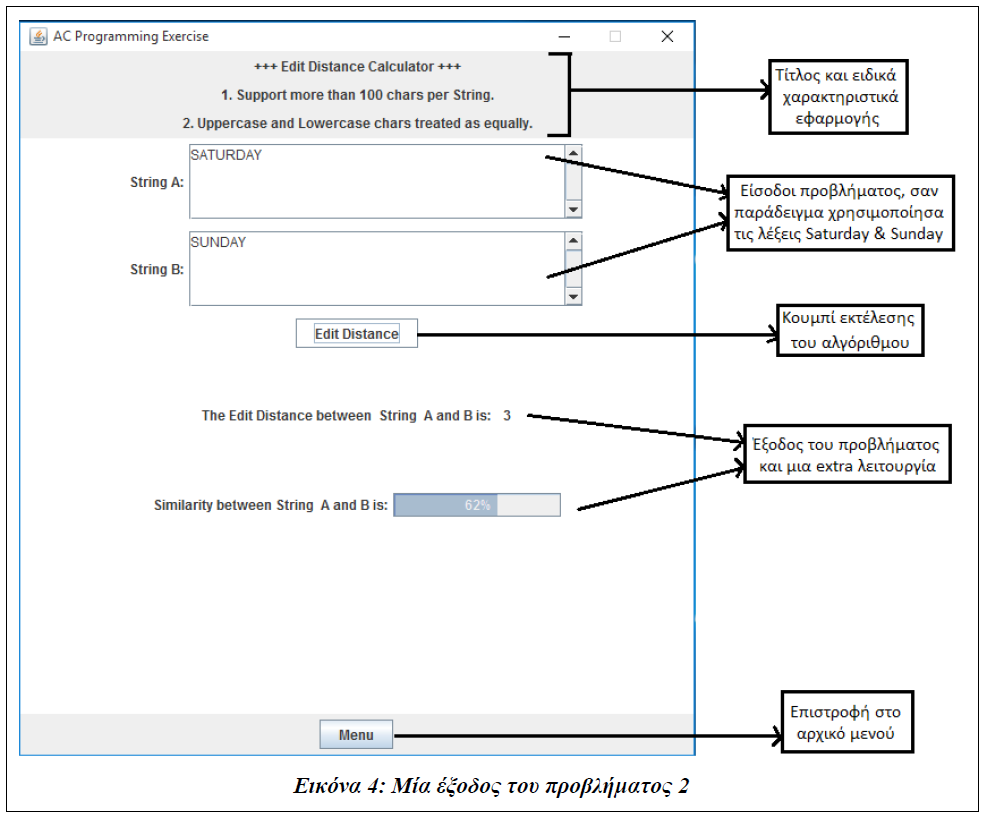 AC Programming Exercise
+++ Edit Distance Calculator +++
1. Support more than 100 chars per String.
2. Uppercase and Lowercase chars treated as equally.
Τίτλος και ειδικά
χαρακτηριστικά
εφαρμογής
String A:
SATURDAY
Είσοδοι προβλήματος, σαν
παράδειγμα χρησιμοποίησα
τις λέξεις Saturday & Sunday
String B:
SUNDAY
Edit Distance
Κουμπί εκτέλεσης
του αλγόριθμου
The Edit Distance between String A and B is: 3
Έξοδος του προβλήματος
και μια extra λειτουργία
Similarity between String A and B is:
62%
Menu
Επιστροφή στο
αρχικό μενού
Εικόνα 4: Μία έξοδος του προβλήματος 2